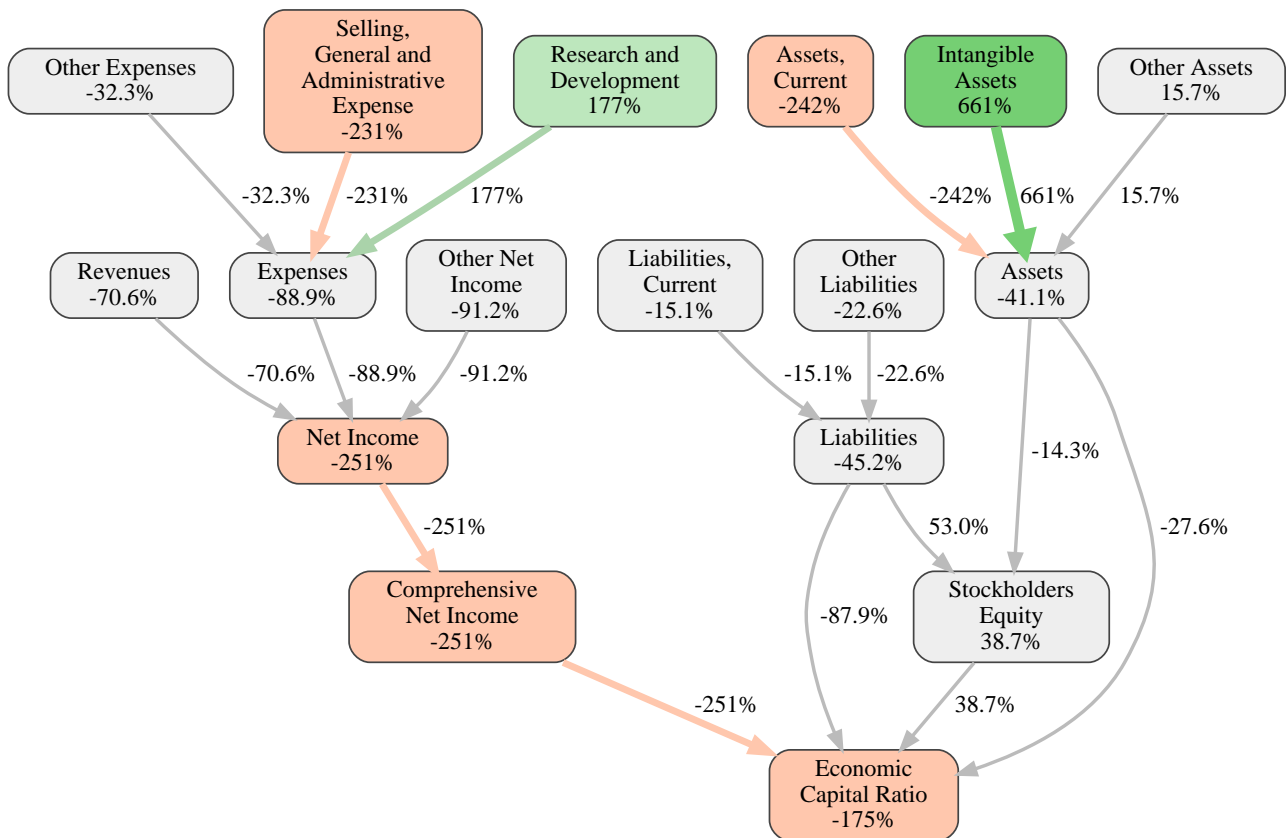 Other Expenses
-32.3%
Selling,
General and
Administrative
Expense
-231%
Research and
Development
177%
Assets,
Current
-242%
Intangible
Assets
661%
Other Assets
15.7%
-32.3%
-231%
177%
-242%
661%
15.7%
Revenues
-70.6%
Expenses
-88.9%
Other Net
Income
-91.2%
Liabilities,
Current
-15.1%
Other
Liabilities
-22.6%
Assets
-41.1%
-70.6%
-88.9%
-91.2%
-15.1%
-22.6%
Net Income
-251%
Liabilities
-45.2%
-14.3%
-251%
53.0%
-27.6%
Comprehensive
Net Income
-251%
-87.9%
Stockholders
Equity
38.7%
-251%
38.7%
Economic
Capital Ratio
-175%